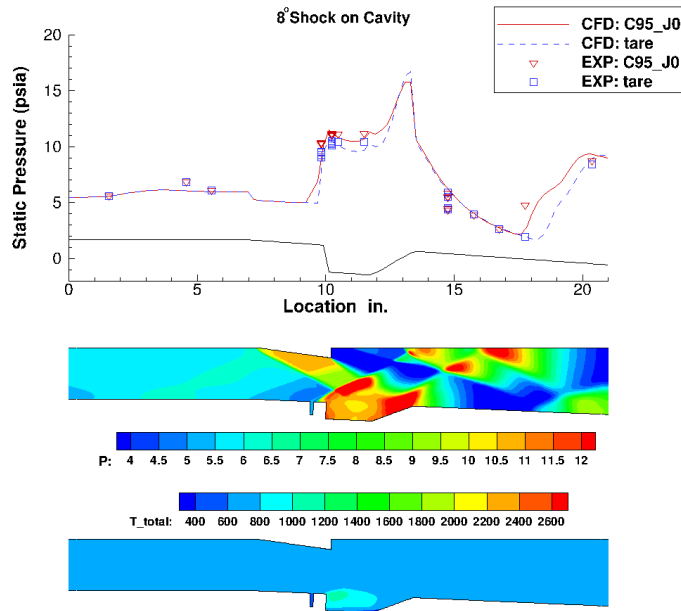 8°Shock on Cavity
CFD: C95_J0
CFD: tare
EXP: C95_J0
EXP: tare
Static Pressure (psia)
20
15
10
5
0
0 5 10 15 20
Location in.
P: 4 4.5 5 5.5 6 6.5 7 7.5 8 8.5 9 9.5 10 10.5 11 11.5 12
T_total: 400 600 800 1000 1200 1400 1600 1800 2000 2200 2400 2600